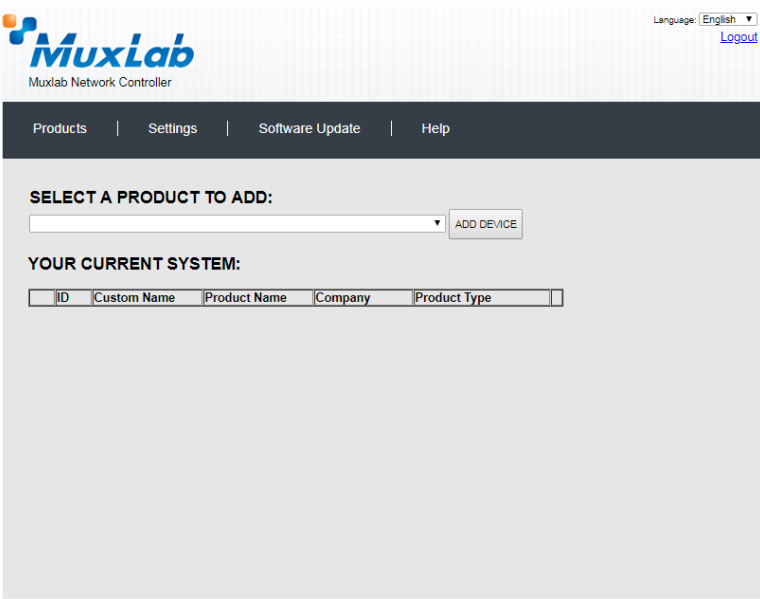 Language: English
Logout
MuxLab
Muxlab Network Controller
Products | Settings | Software Update | Help
SELECT A PRODUCT TO ADD:
ADD DEVICE
YOUR CURRENT SYSTEM:
ID Custom Name Product Name Company Product Type